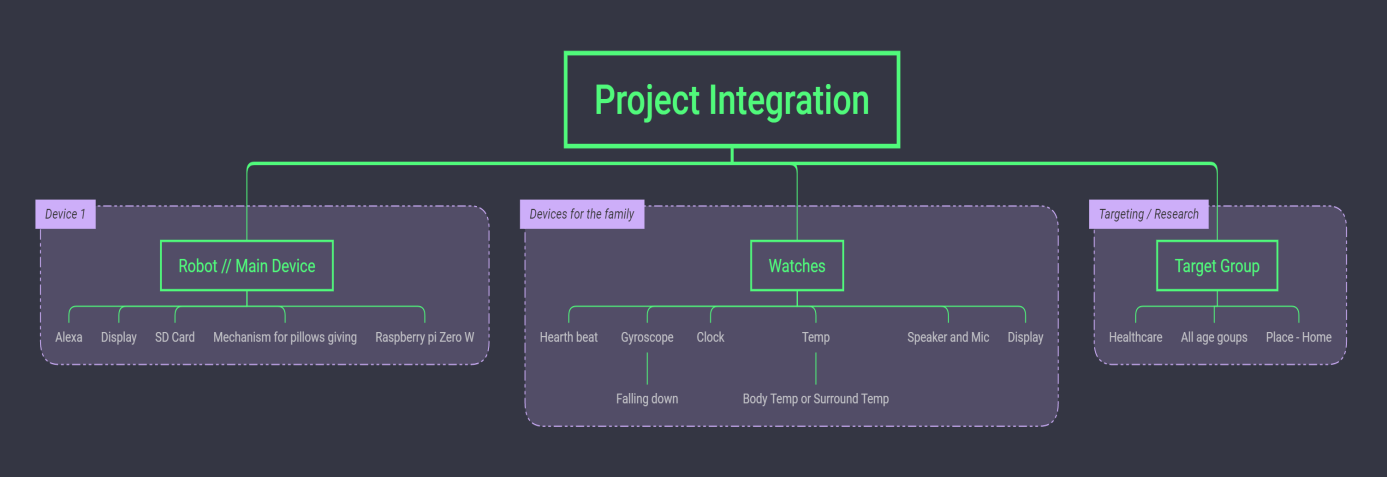 Project Integration
Device 1
Devices for the family
Targeting / Research
Robot // Main Device
Watches
Target Group
Alexa
Display
SD Card
Mechanism for pillows giving
Raspberry pi Zero W
Hearth beat
Gyroscope
Clock
Temp
Speaker and Mic
Display
Healthcare
All age goups
Place - Home
Falling down
Body Temp or Surround Temp